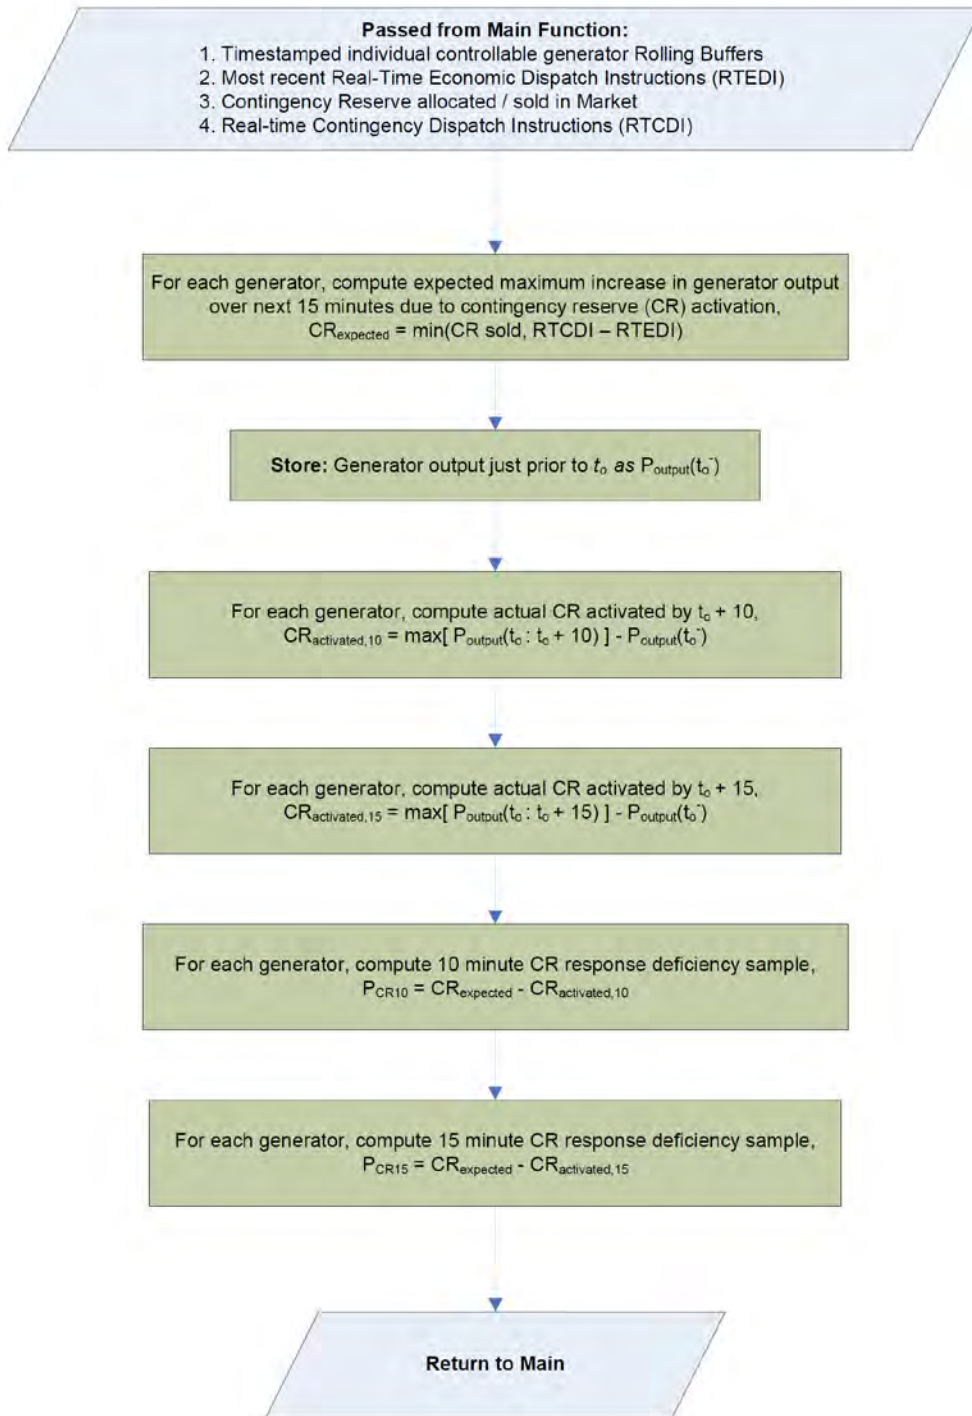 Passed from Main Function:
1. Timestamped individual controllable generator Rolling Buffers
2. Most recent Real-Time Economic Dispatch Instructions (RTEDI)
3. Contingency Reserve allocated / sold in Market
4. Real-time Contingency Dispatch Instructions (RTCDI)
For each generator, compute expected maximum increase in generator output
over next 15 minutes due to contingency reserve (CR) activation,
CRexpected = min(CR sold, RTCDI – RTEDI)
Store: Generator output just prior to to as Poutput(to-)
For each generator, compute actual CR activated by to + 10,
CRactivated,10 = max[ Poutput(to : to + 10) ] - Poutput(to-)
For each generator, compute actual CR activated by to + 15,
CRactivated,15 = max[ Poutput(to : to + 15) ] - Poutput(to-)
For each generator, compute 10 minute CR response deficiency sample,
PCR10 = CRexpected - CRactivated,10
For each generator, compute 15 minute CR response deficiency sample,
PCR15 = CRexpected - CRactivated,15
Return to Main